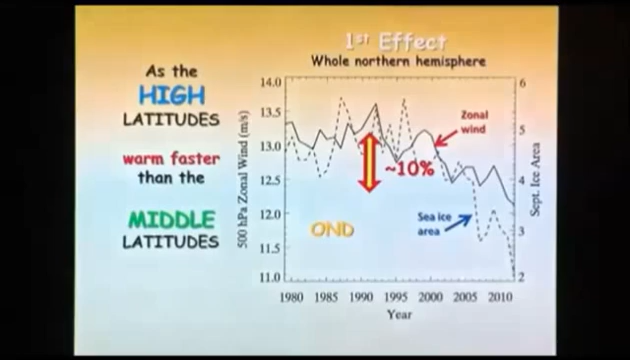 1st Effect
Whole northern hemisphere
As the
HIGH
LATITUDES
warm faster
than the
MIDDLE
LATITUDES
500 hPa Zonal Wind (m/s)
14.0
13.5
13.0
12.5
12.0
11.5
11.0
Zonal
wind
~10%
Sea ice
area
OND
6
5
4
3
2
Sept. Ice Area
1980 1985 1990 1995 2000 2005 2010
Year